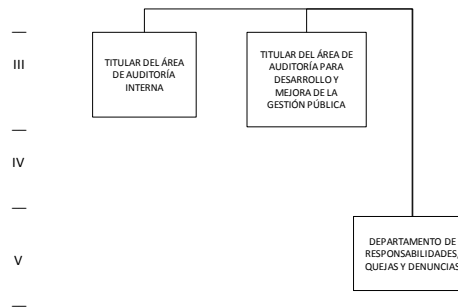 III
TITULAR DEL ÁREA
DE AUDITORÍA
INTERNA
TITULAR DEL ÁREA DE
AUDITORÍA PARA
DESARROLLO Y
MEJORA DE LA
GESTIÓN PÚBLICA
IV
V
DEPARTAMENTO DE
RESPONSABILIDADES,
QUEJAS Y DENUNCIAS